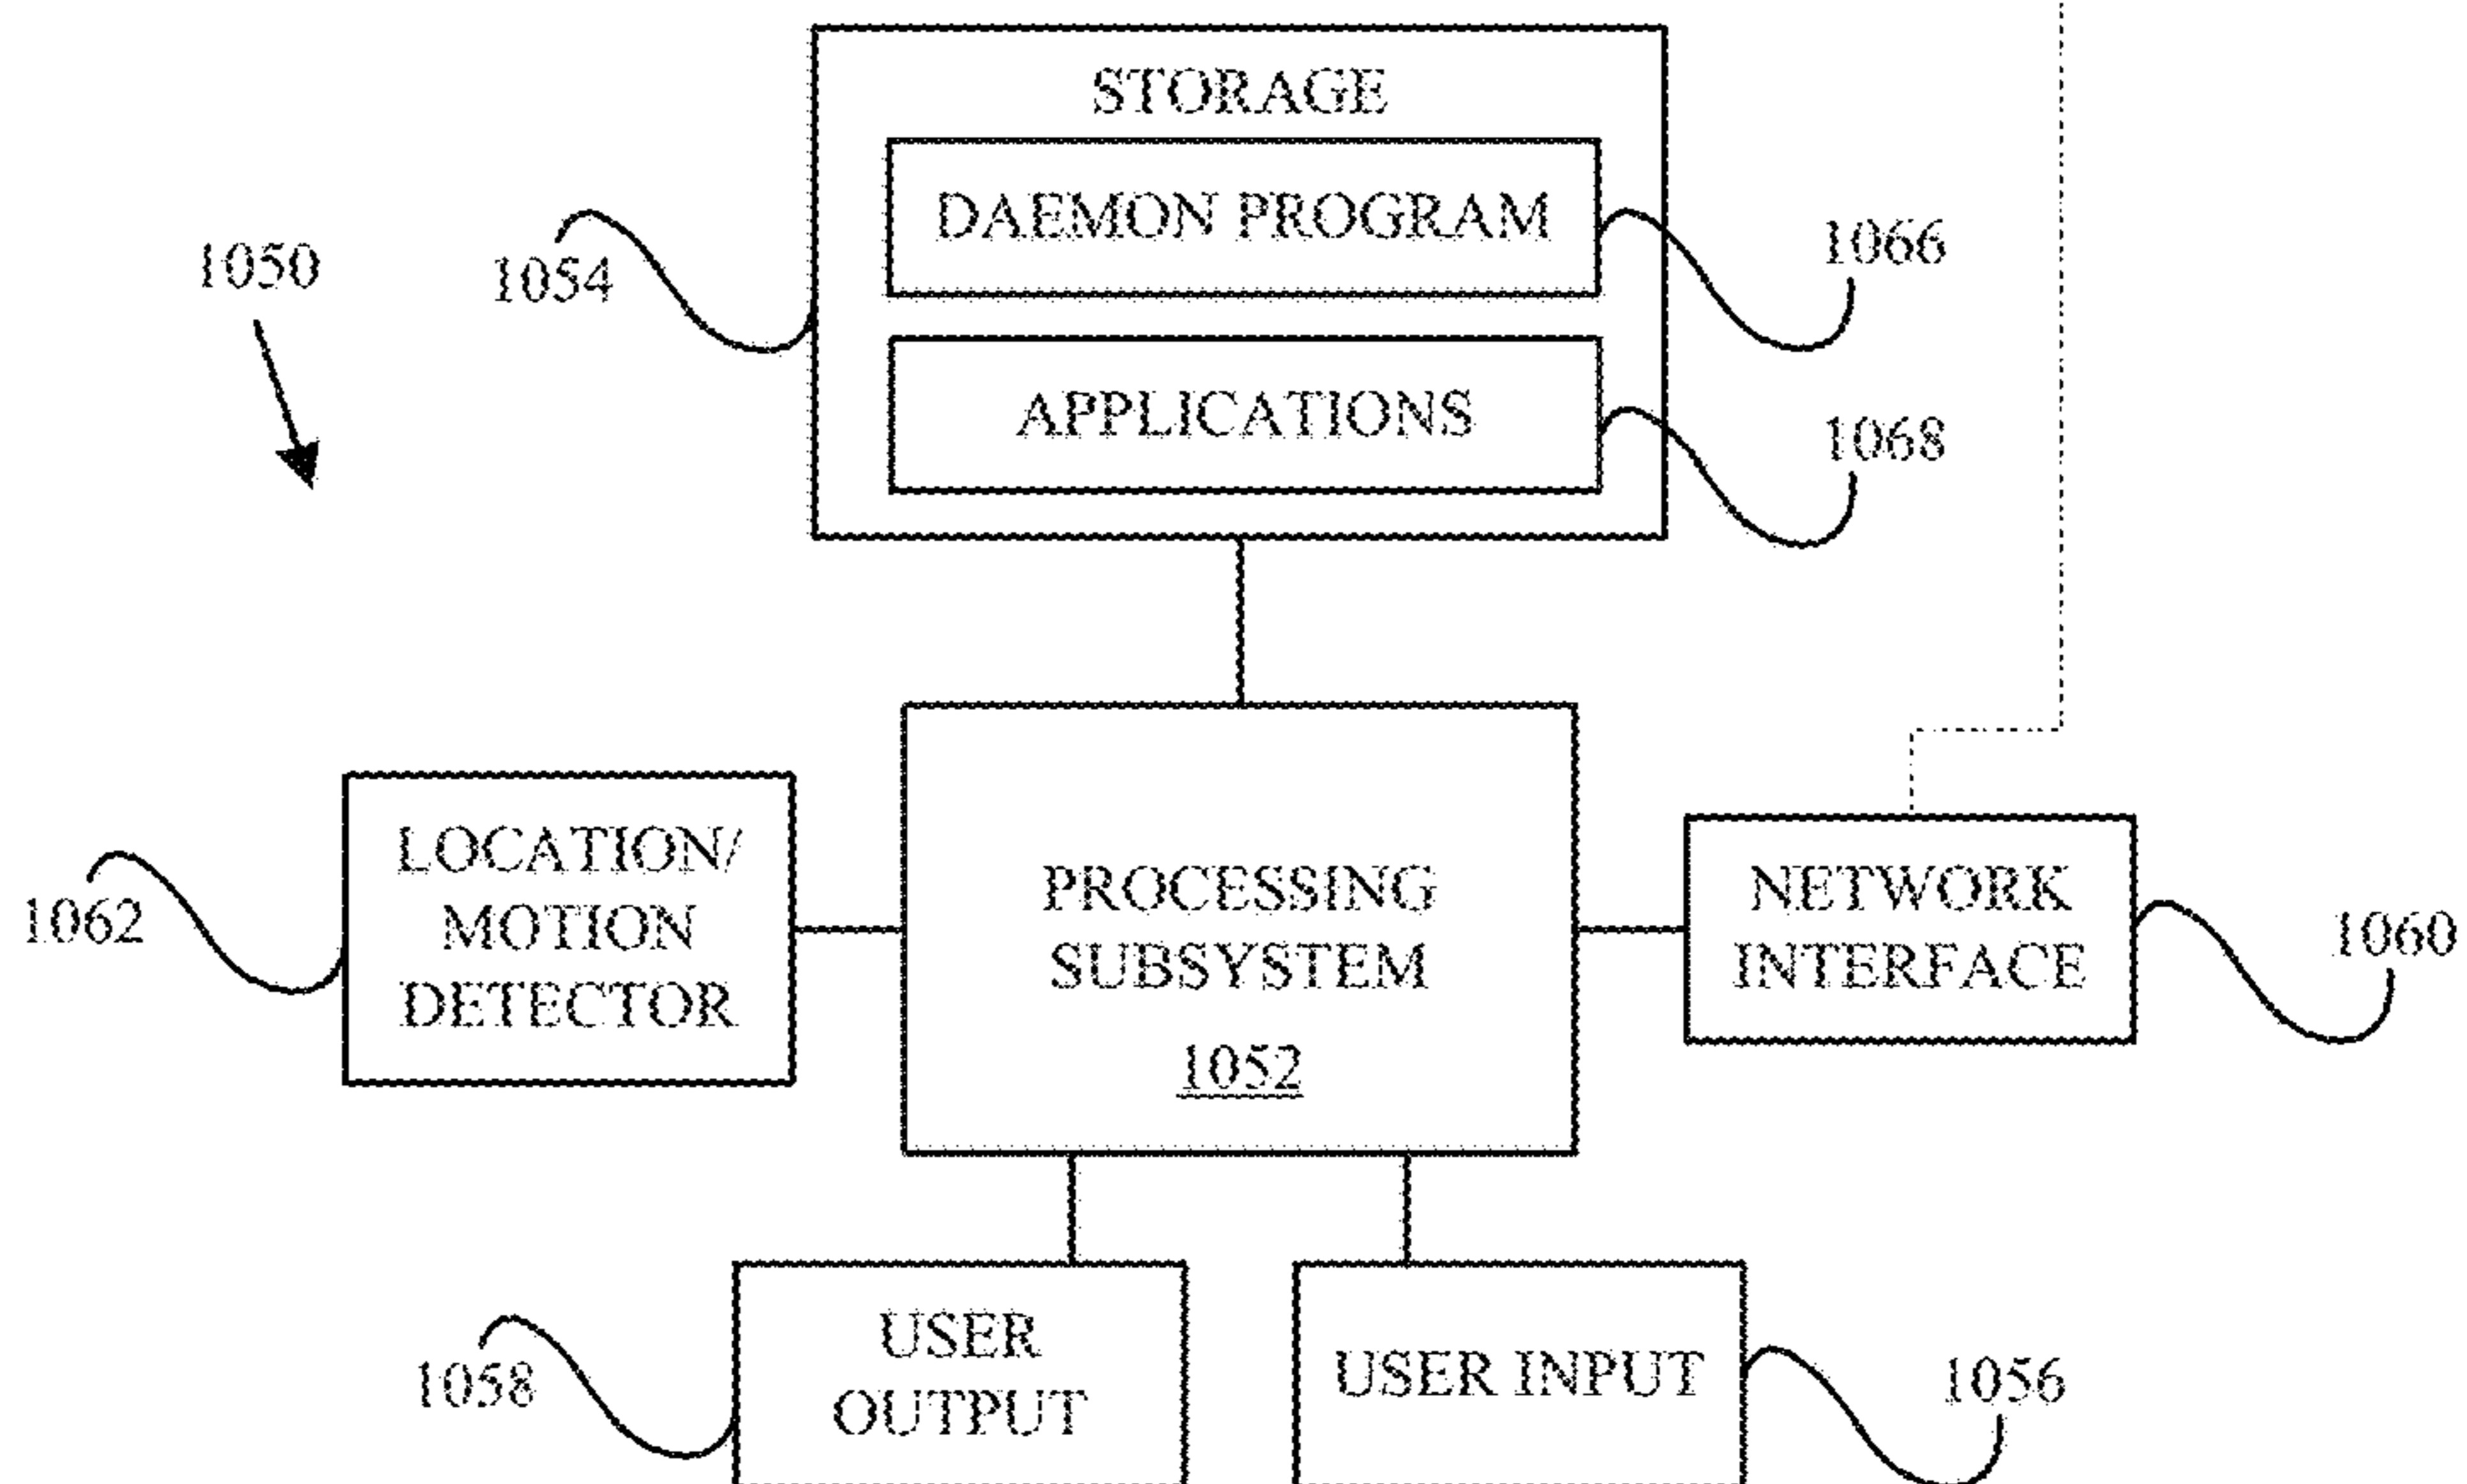 STORAGE
DAEMON PROGRAM
1066
1050
1054
APPLICATIONS
1068
LOCATION/
MOTION
DETECTOR
1062
PROCESSING
SUBSYSTEM
1052
NETWORK
INTERFACE
1060
USER
OUTPUT
1058
USER INPUT
1056